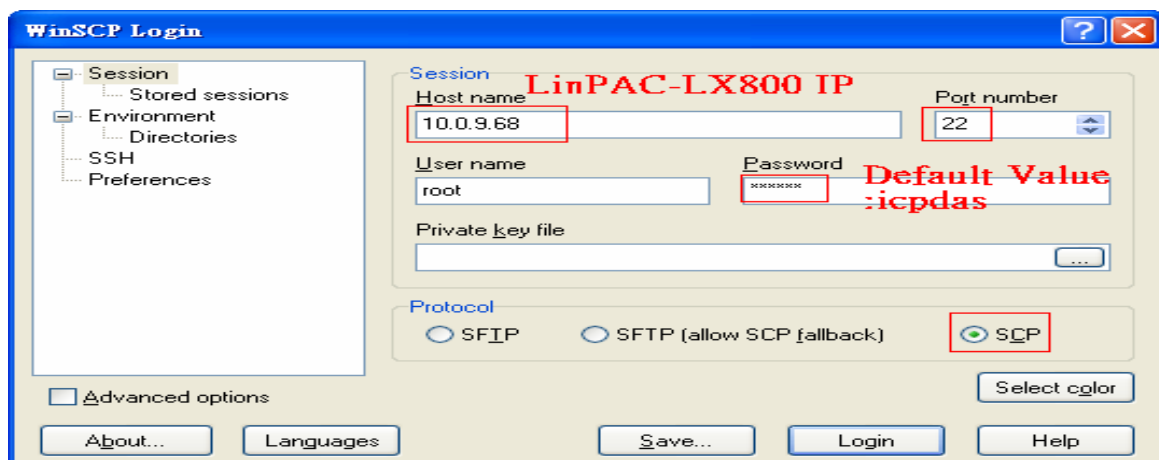 WinSCP Login
Session
Stored sessions
Environment
Directories
SSH
Preferences
Session
LinPAC-LX800 IP
Host name
Port number
10.0.9.68
22
User name
Password
root
******
Default Value
:icpdas
Private key file
...
Protocol
SFTP
SFTP (allow SCP fallback)
SCP
Select color
Advanced options
About...
Languages
Save...
Login
Help